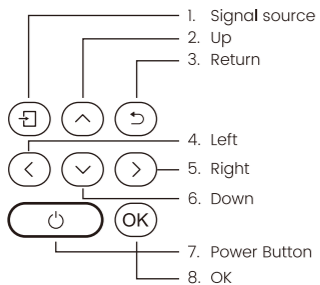 1. Signal source
2. Up
3. Return
4. Left
5. Right
6. Down
OK
7. Power Button
8. OK